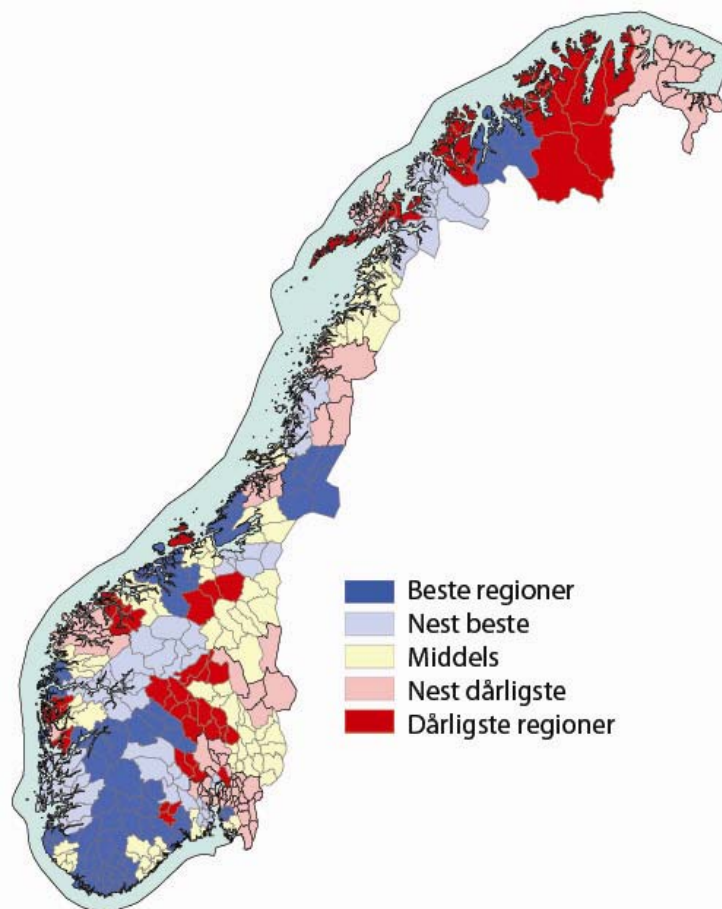 Beste regioner
Nest beste
Middels
Nest dårligste
Dårligste regioner